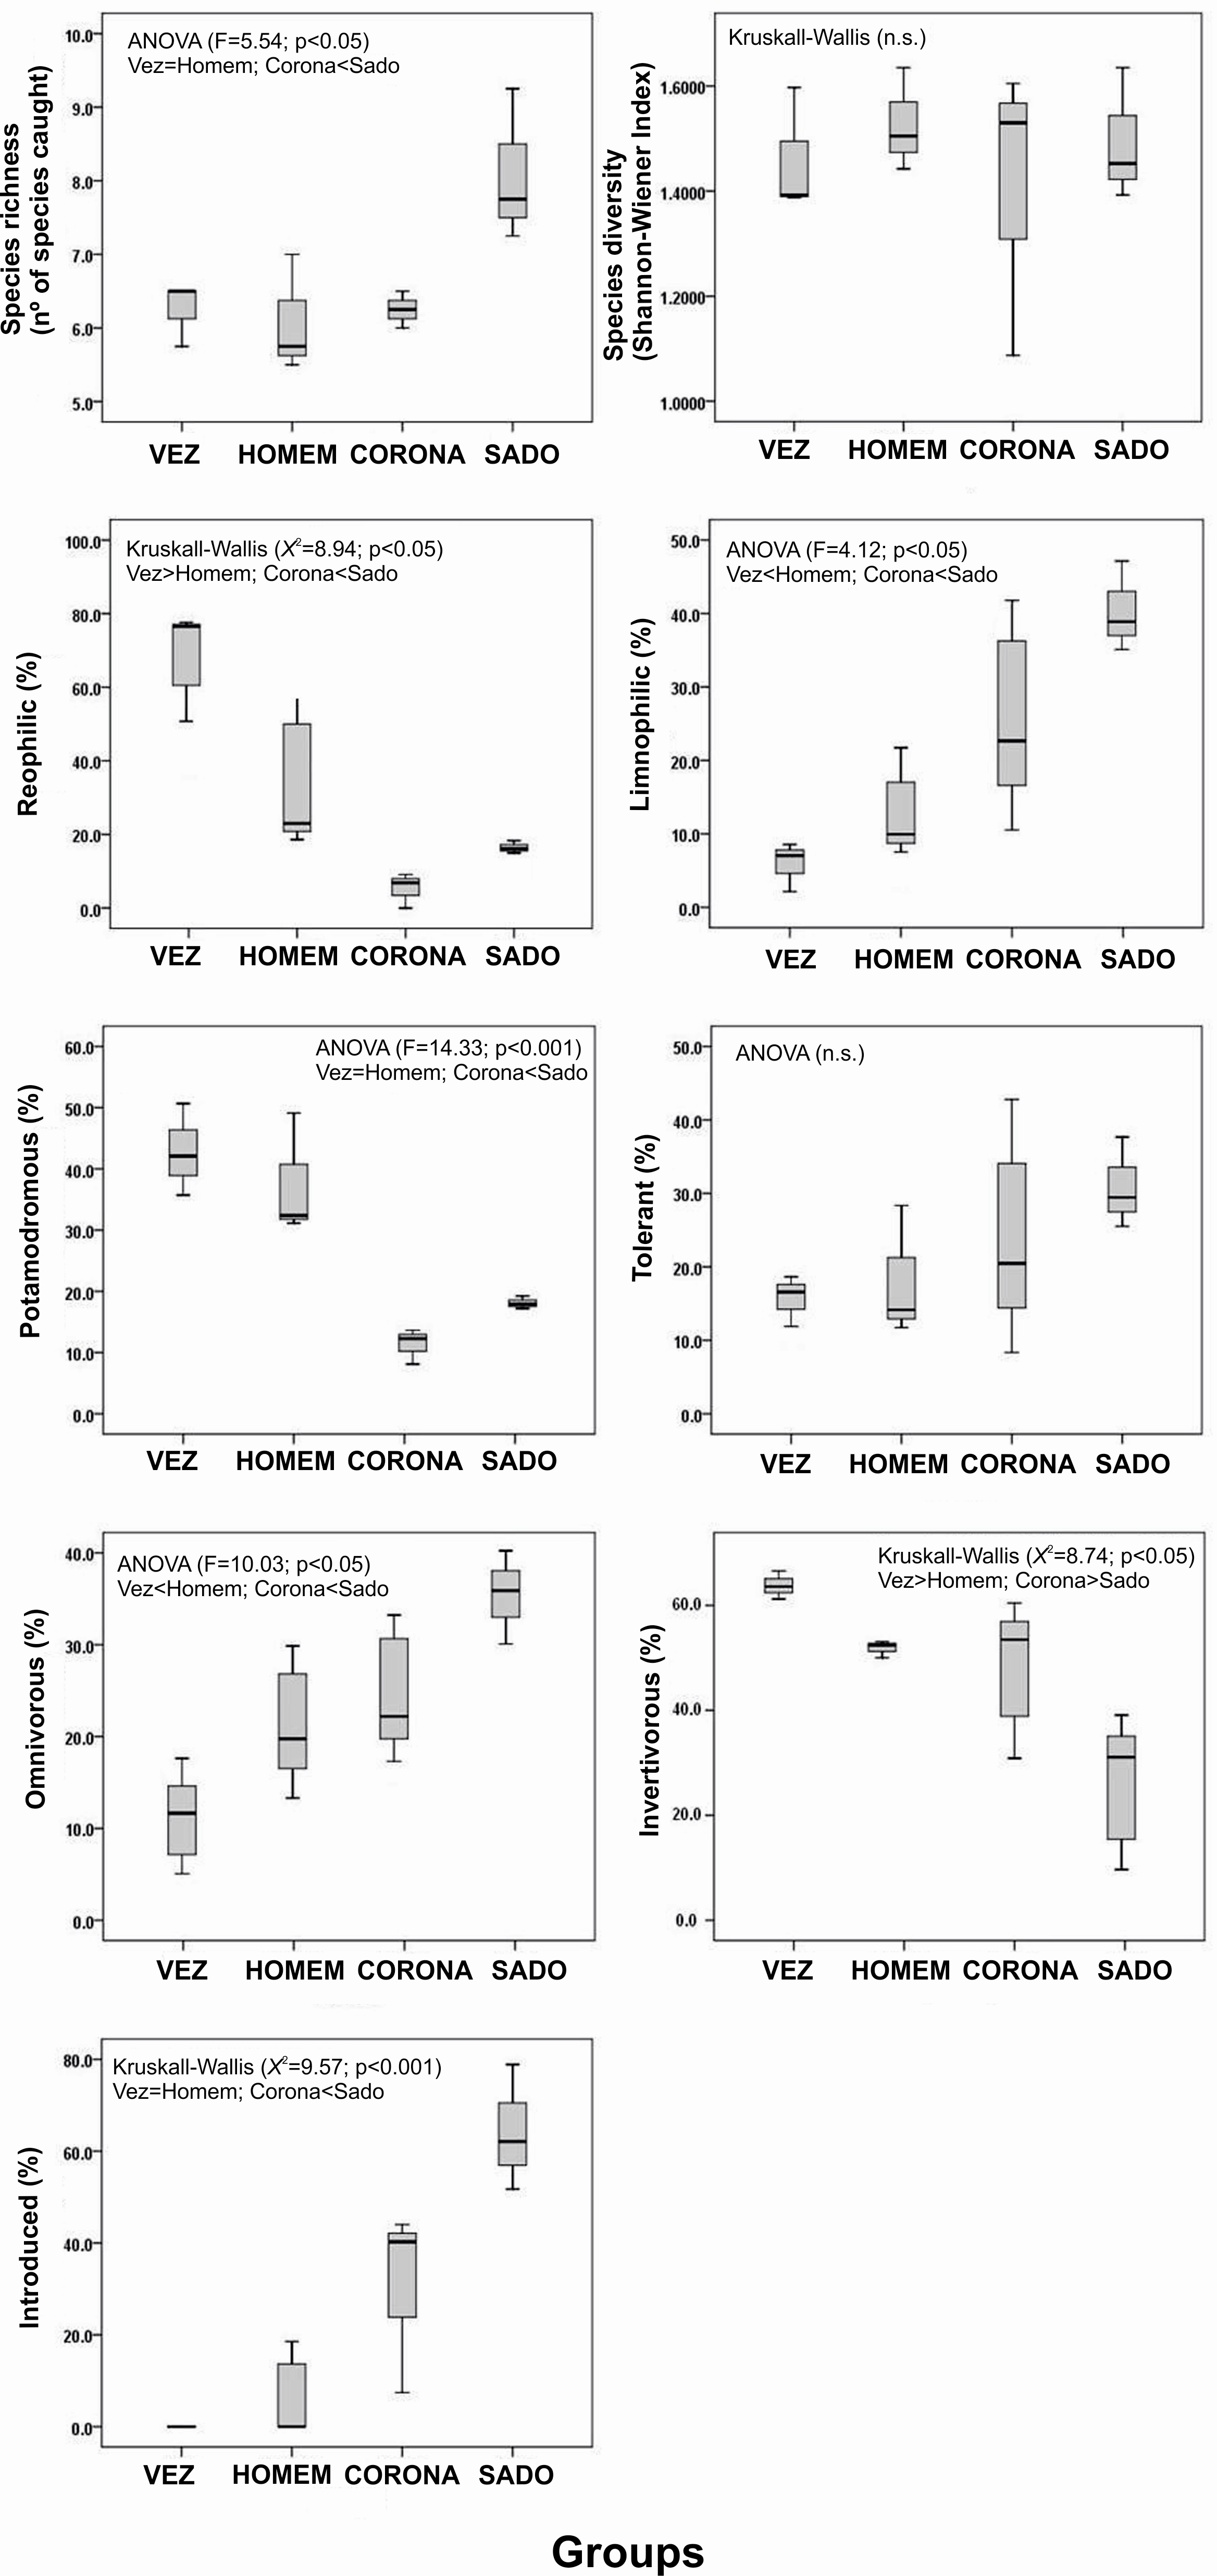 Species richness
(nº of species caught)
10.0
9.0
8.0
7.0
6.0
5.0
ANOVA (F=5.54; p<0.05)
Vez=Homem; Corona<Sado
VEZ HOMEM CORONA SADO
Species diversity
(Shannon-Wiener Index)
1.6000
1.4000
1.2000
1.0000
Kruskall-Wallis (n.s.)
VEZ HOMEM CORONA SADO
Reophilic (%)
100.0
80.0
60.0
40.0
20.0
0.0
Kruskall-Wallis (X²=8.94; p<0.05)
Vez>Homem; Corona<Sado
VEZ HOMEM CORONA SADO
Limnophilic (%)
50.0
40.0
30.0
20.0
10.0
0.0
ANOVA (F=4.12; p<0.05)
Vez<Homem; Corona<Sado
VEZ HOMEM CORONA SADO
Potamodromous (%)
60.0
50.0
40.0
30.0
20.0
10.0
0.0
ANOVA (F=14.33; p<0.001)
Vez=Homem; Corona<Sado
VEZ HOMEM CORONA SADO
Tolerant (%)
50.0
40.0
30.0
20.0
10.0
0.0
ANOVA (n.s.)
VEZ HOMEM CORONA SADO
Omnivorous (%)
40.0
30.0
20.0
10.0
0.0
ANOVA (F=10.03; p<0.05)
Vez<Homem; Corona<Sado
VEZ HOMEM CORONA SADO
Invertivorous (%)
60.0
40.0
20.0
0.0
Kruskall-Wallis (X²=8.74; p<0.05)
Vez>Homem; Corona>Sado
VEZ HOMEM CORONA SADO
Introduced (%)
80.0
60.0
40.0
20.0
0.0
Kruskall-Wallis (X²=9.57; p<0.001)
Vez=Homem; Corona<Sado
VEZ HOMEM CORONA SADO
Groups